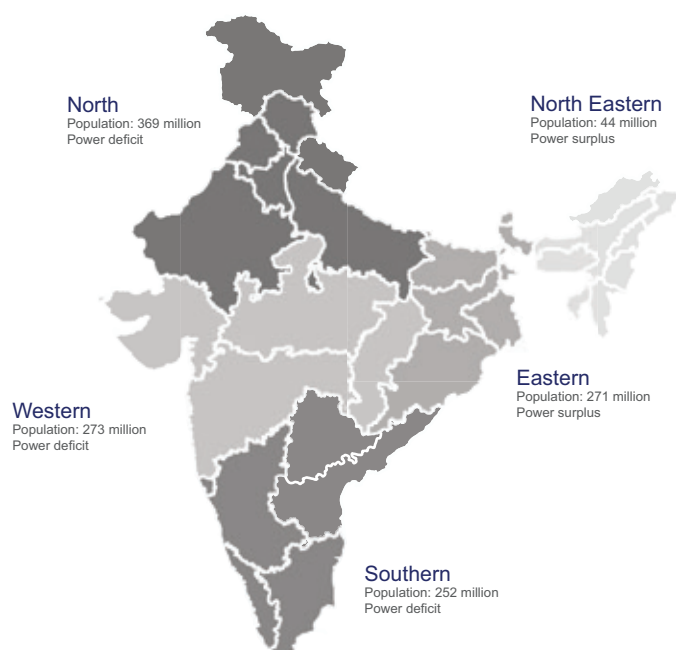 North
Population: 369 million
Power deficit
North Eastern
Population: 44 million
Power surplus
Eastern
Population: 271 million
Power surplus
Western
Population: 273 million
Power deficit
Southern
Population: 252 million
Power deficit